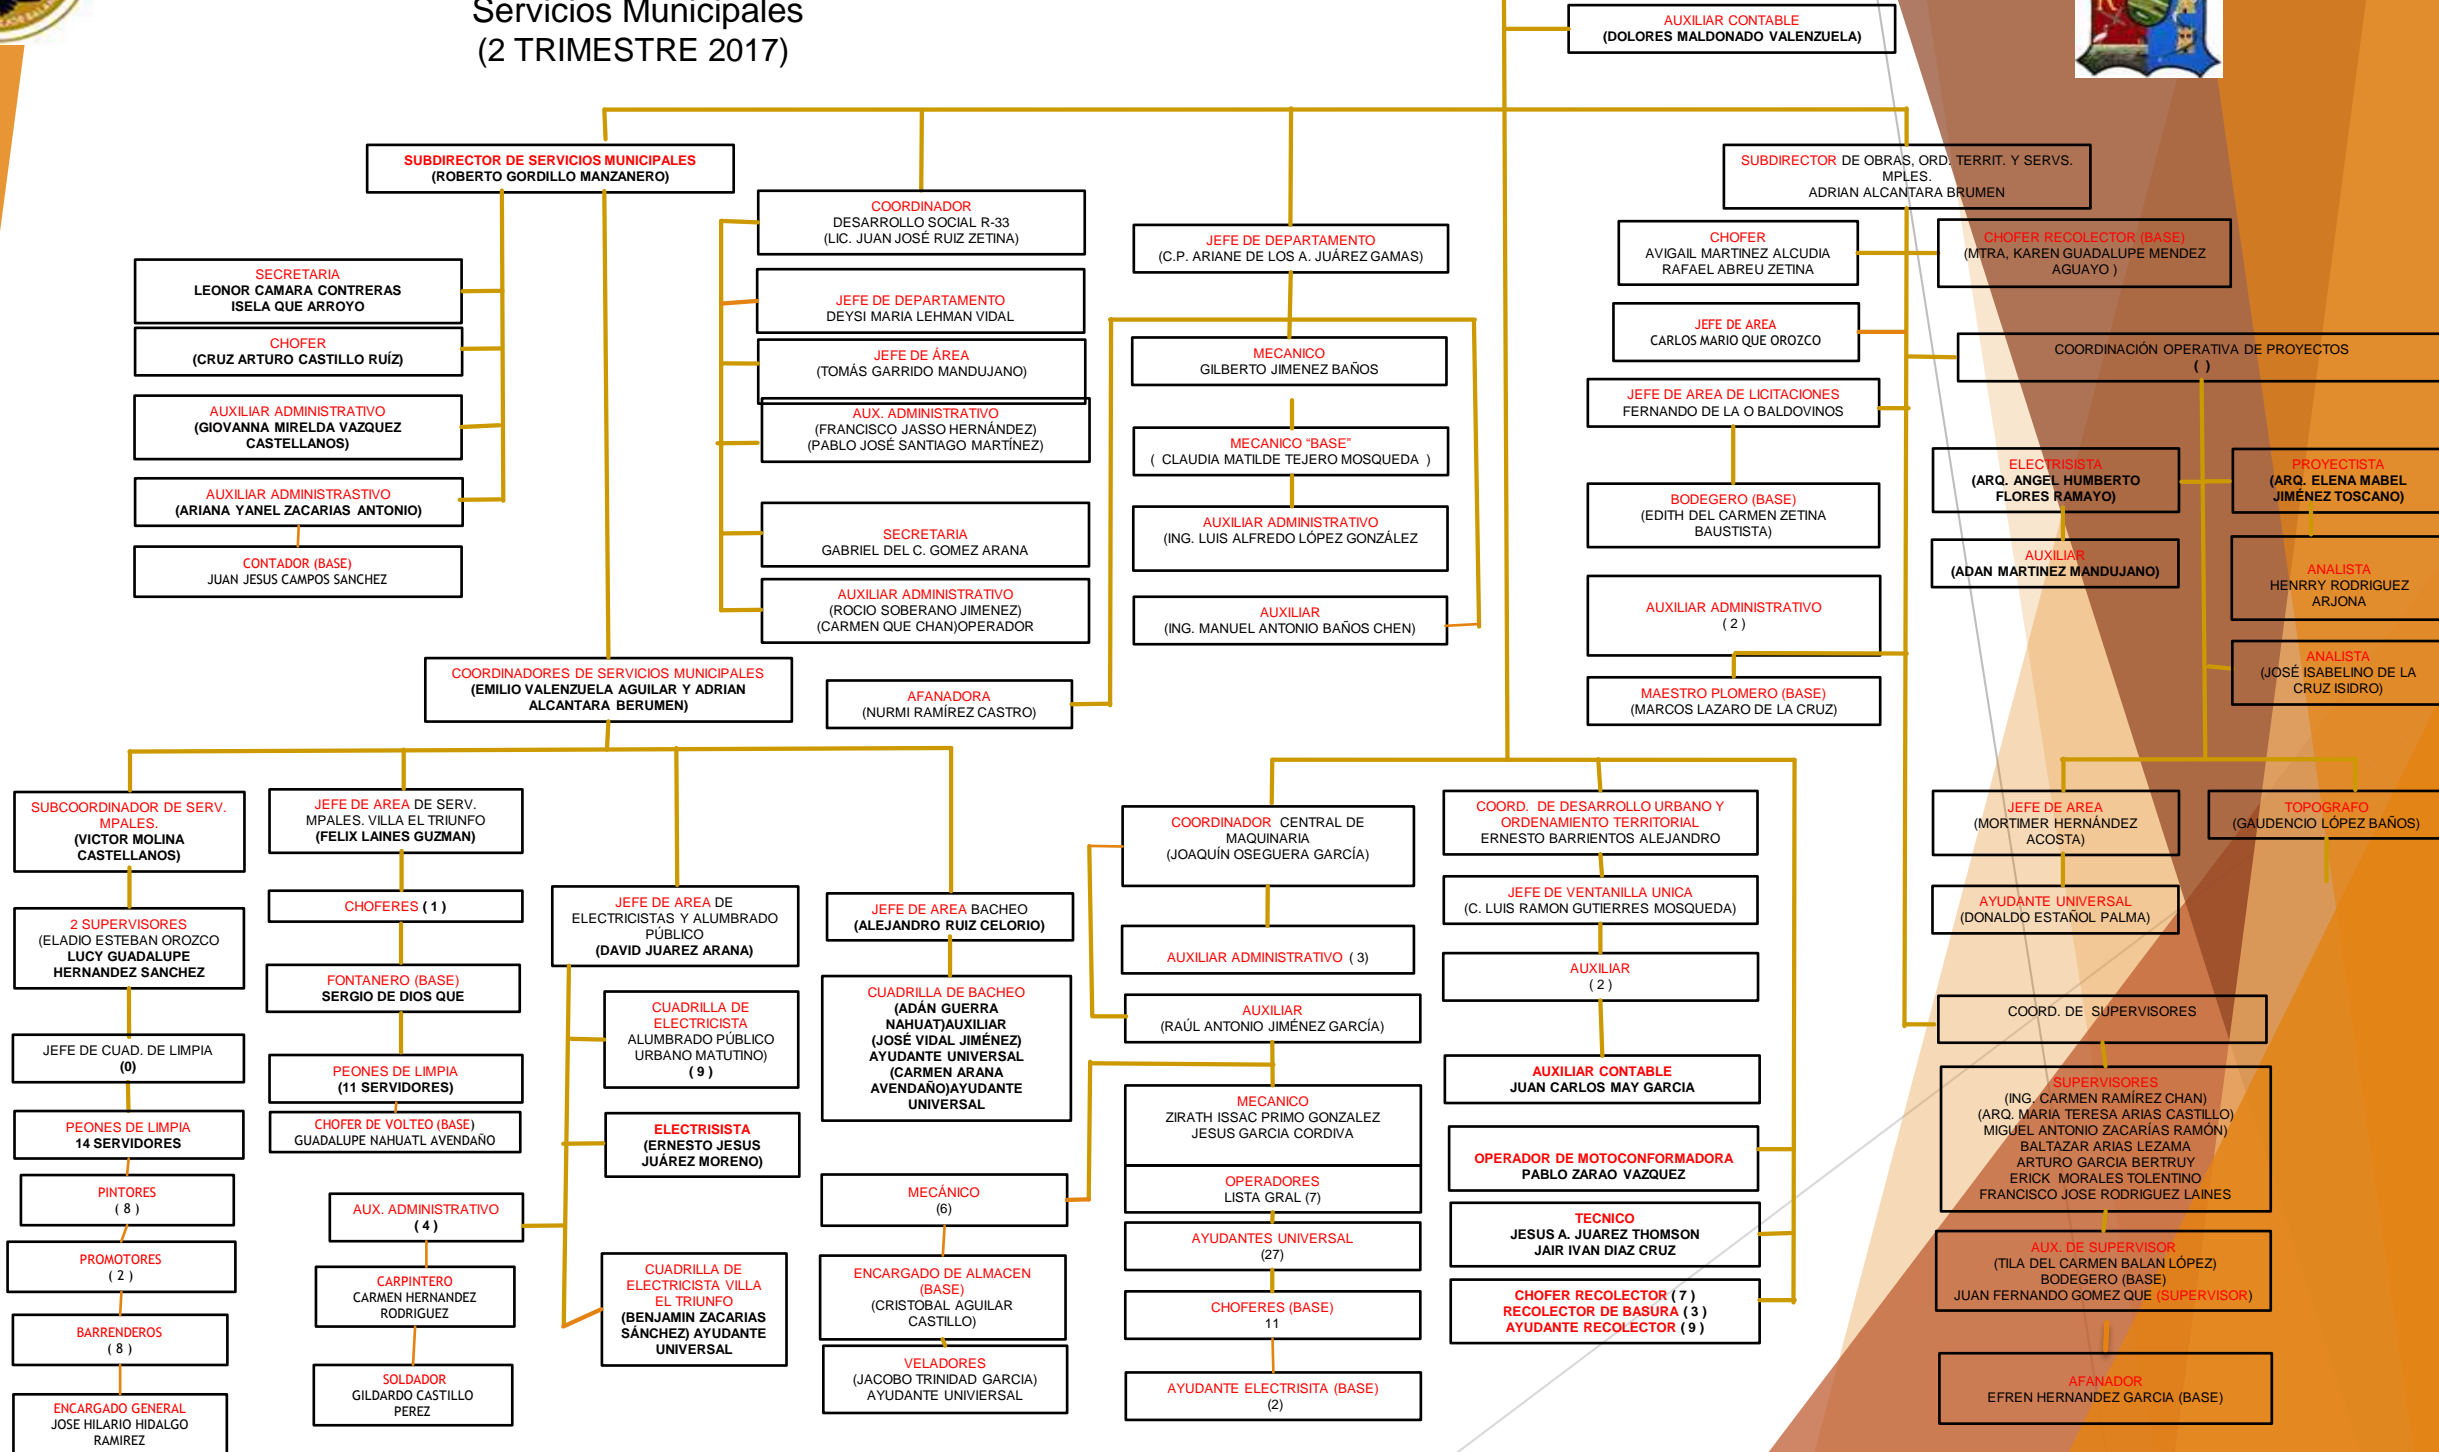 Servicios Municipales
(2 TRIMESTRE 2017)
AUXILIAR CONTABLE
(DOLORES MALDONADO VALENZUELA)
SUBDIRECTOR DE SERVICIOS MUNICIPALES
(ROBERTO GORDILLO MANZANERO)
SECRETARIA
LEONOR CAMARA CONTRERAS
ISELA QUE ARROYO
CHOFER
(CRUZ ARTURO CASTILLO RUÍZ)
AUXILIAR ADMINISTRATIVO
(GIOVANNA MIRELDA VAZQUEZ
CASTELLANOS)
AUXILIAR ADMINISTRASTIVO
(ARIANA YANEL ZACARIAS ANTONIO)
CONTADOR (BASE)
JUAN JESUS CAMPOS SANCHEZ
COORDINADOR
DESARROLLO SOCIAL R-33
(LIC. JUAN JOSÉ RUIZ ZETINA)
JEFE DE DEPARTAMENTO
DEYSI MARIA LEHMAN VIDAL
JEFE DE ÁREA
(TOMÁS GARRIDO MANDUJANO)
AUX. ADMINISTRATIVO
(FRANCISCO JASSO HERNÁNDEZ)
(PABLO JOSÉ SANTIAGO MARTÍNEZ)
SECRETARIA
GABRIEL DEL C. GOMEZ ARANA
AUXILIAR ADMINISTRATIVO
(ROCIO SOBERANO JIMENEZ)
(CARMEN QUE CHAN)OPERADOR
JEFE DE DEPARTAMENTO
(C.P. ARIANE DE LOS A. JUÁREZ GAMAS)
MECANICO
GILBERTO JIMENEZ BAÑOS
MECANICO “BASE”
( CLAUDIA MATILDE TEJERO MOSQUEDA )
AUXILIAR ADMINISTRATIVO
(ING. LUIS ALFREDO LÓPEZ GONZÁLEZ
AUXILIAR
(ING. MANUEL ANTONIO BAÑOS CHEN)
AFANADORA
(NURMI RAMÍREZ CASTRO)
SUBDIRECTOR DE OBRAS, ORD. TERRIT. Y SERVS.
MPLES.
ADRIAN ALCANTARA BRUMEN
CHOFER
AVIGAIL MARTINEZ ALCUDIA
RAFAEL ABREU ZETINA
CHOFER RECOLECTOR (BASE)
(MTRA, KAREN GUADALUPE MENDEZ
AGUAYO )
JEFE DE AREA
CARLOS MARIO QUE OROZCO
COORDINACIÓN OPERATIVA DE PROYECTOS
( )
JEFE DE AREA DE LICITACIONES
FERNANDO DE LA O BALDOVINOS
BODEGERO (BASE)
(EDITH DEL CARMEN ZETINA
BAUSTISTA)
AUXILIAR ADMINISTRATIVO
( 2 )
MAESTRO PLOMERO (BASE)
(MARCOS LAZARO DE LA CRUZ)
ELECTRISISTA
(ARQ. ANGEL HUMBERTO
FLORES RAMAYO)
AUXILIAR
(ADAN MARTINEZ MANDUJANO)
PROYECTISTA
(ARQ. ELENA MABEL
JIMÉNEZ TOSCANO)
ANALISTA
HENRRY RODRIGUEZ
ARJONA
ANALISTA
(JOSÉ ISABELINO DE LA
CRUZ ISIDRO)
COORDINADORES DE SERVICIOS MUNICIPALES
(EMILIO VALENZUELA AGUILAR Y ADRIAN
ALCANTARA BERUMEN)
SUBCOORDINADOR DE SERV.
MPALES.
(VICTOR MOLINA
CASTELLANOS)
2 SUPERVISORES
(ELADIO ESTEBAN OROZCO
LUCY GUADALUPE
HERNANDEZ SANCHEZ
JEFE DE CUAD. DE LIMPIA
(0)
PEONES DE LIMPIA
14 SERVIDORES
PINTORES
( 8 )
PROMOTORES
( 2 )
BARRENDEROS
( 8 )
ENCARGADO GENERAL
JOSE HILARIO HIDALGO
RAMIREZ
JEFE DE AREA DE SERV.
MPALES. VILLA EL TRIUNFO
(FELIX LAINES GUZMAN)
CHOFERES ( 1 )
FONTANERO (BASE)
SERGIO DE DIOS QUE
PEONES DE LIMPIA
(11 SERVIDORES)
CHOFER DE VOLTEO (BASE)
GUADALUPE NAHUATL AVENDAÑO
JEFE DE AREA DE
ELECTRICISTAS Y ALUMBRADO
PÚBLICO
(DAVID JUAREZ ARANA)
CUADRILLA DE
ELECTRICISTA
ALUMBRADO PÚBLICO
URBANO MATUTINO)
( 9 )
ELECTRISISTA
(ERNESTO JESUS
JUÁREZ MORENO)
AUX. ADMINISTRATIVO
( 4 )
CARPINTERO
CARMEN HERNANDEZ
RODRIGUEZ
SOLDADOR
GILDARDO CASTILLO
PEREZ
CUADRILLA DE
ELECTRICISTA VILLA
EL TRIUNFO
(BENJAMIN ZACARIAS
SÁNCHEZ) AYUDANTE
UNIVERSAL
JEFE DE AREA BACHEO
(ALEJANDRO RUIZ CELORIO)
CUADRILLA DE BACHEO
(ADÁN GUERRA
NAHUAT)AUXILIAR
(JOSÉ VIDAL JIMÉNEZ)
AYUDANTE UNIVERSAL
(CARMEN ARANA
AVENDAÑO)AYUDANTE
UNIVERSAL
MECÁNICO
(6)
ENCARGADO DE ALMACEN
(BASE)
(CRISTOBAL AGUILAR
CASTILLO)
VELADORES
(JACOBO TRINIDAD GARCIA)
AYUDANTE UNIVIERSAL
COORDINADOR CENTRAL DE
MAQUINARIA
(JOAQUÍN OSEGUERA GARCÍA)
AUXILIAR ADMINISTRATIVO ( 3)
AUXILIAR
(RAÚL ANTONIO JIMÉNEZ GARCÍA)
MECANICO
ZIRATH ISSAC PRIMO GONZALEZ
JESUS GARCIA CORDIVA
OPERADORES
LISTA GRAL (7)
AYUDANTES UNIVERSAL
(27)
CHOFERES (BASE)
11
AYUDANTE ELECTRISITA (BASE)
(2)
COORD. DE DESARROLLO URBANO Y
ORDENAMIENTO TERRITORIAL
ERNESTO BARRIENTOS ALEJANDRO
JEFE DE VENTANILLA UNICA
(C. LUIS RAMON GUTIERRES MOSQUEDA)
AUXILIAR
( 2 )
AUXILIAR CONTABLE
JUAN CARLOS MAY GARCIA
OPERADOR DE MOTOCONFORMADORA
PABLO ZARAO VAZQUEZ
TECNICO
JESUS A. JUAREZ THOMSON
JAIR IVAN DIAZ CRUZ
CHOFER RECOLECTOR ( 7 )
RECOLECTOR DE BASURA ( 3 )
AYUDANTE RECOLECTOR ( 9 )
JEFE DE AREA
(MORTIMER HERNÁNDEZ
ACOSTA)
AYUDANTE UNIVERSAL
(DONALDO ESTAÑOL PALMA)
TOPOGRAFO
(GAUDENCIO LÓPEZ BAÑOS)
COORD. DE SUPERVISORES
SUPERVISORES
(ING. CARMEN RAMÍREZ CHAN)
(ARQ. MARIA TERESA ARIAS CASTILLO)
MIGUEL ANTONIO ZACARÍAS RAMÓN)
BALTAZAR ARIAS LEZAMA
ARTURO GARCIA BERTRUY
ERICK MORALES TOLENTINO
FRANCISCO JOSE RODRIGUEZ LAINES
AUX. DE SUPERVISOR
(TILA DEL CARMEN BALAN LÓPEZ)
BODEGERO (BASE)
JUAN FERNANDO GOMEZ QUE (SUPERVISOR)
AFANADOR
EFREN HERNANDEZ GARCIA (BASE)